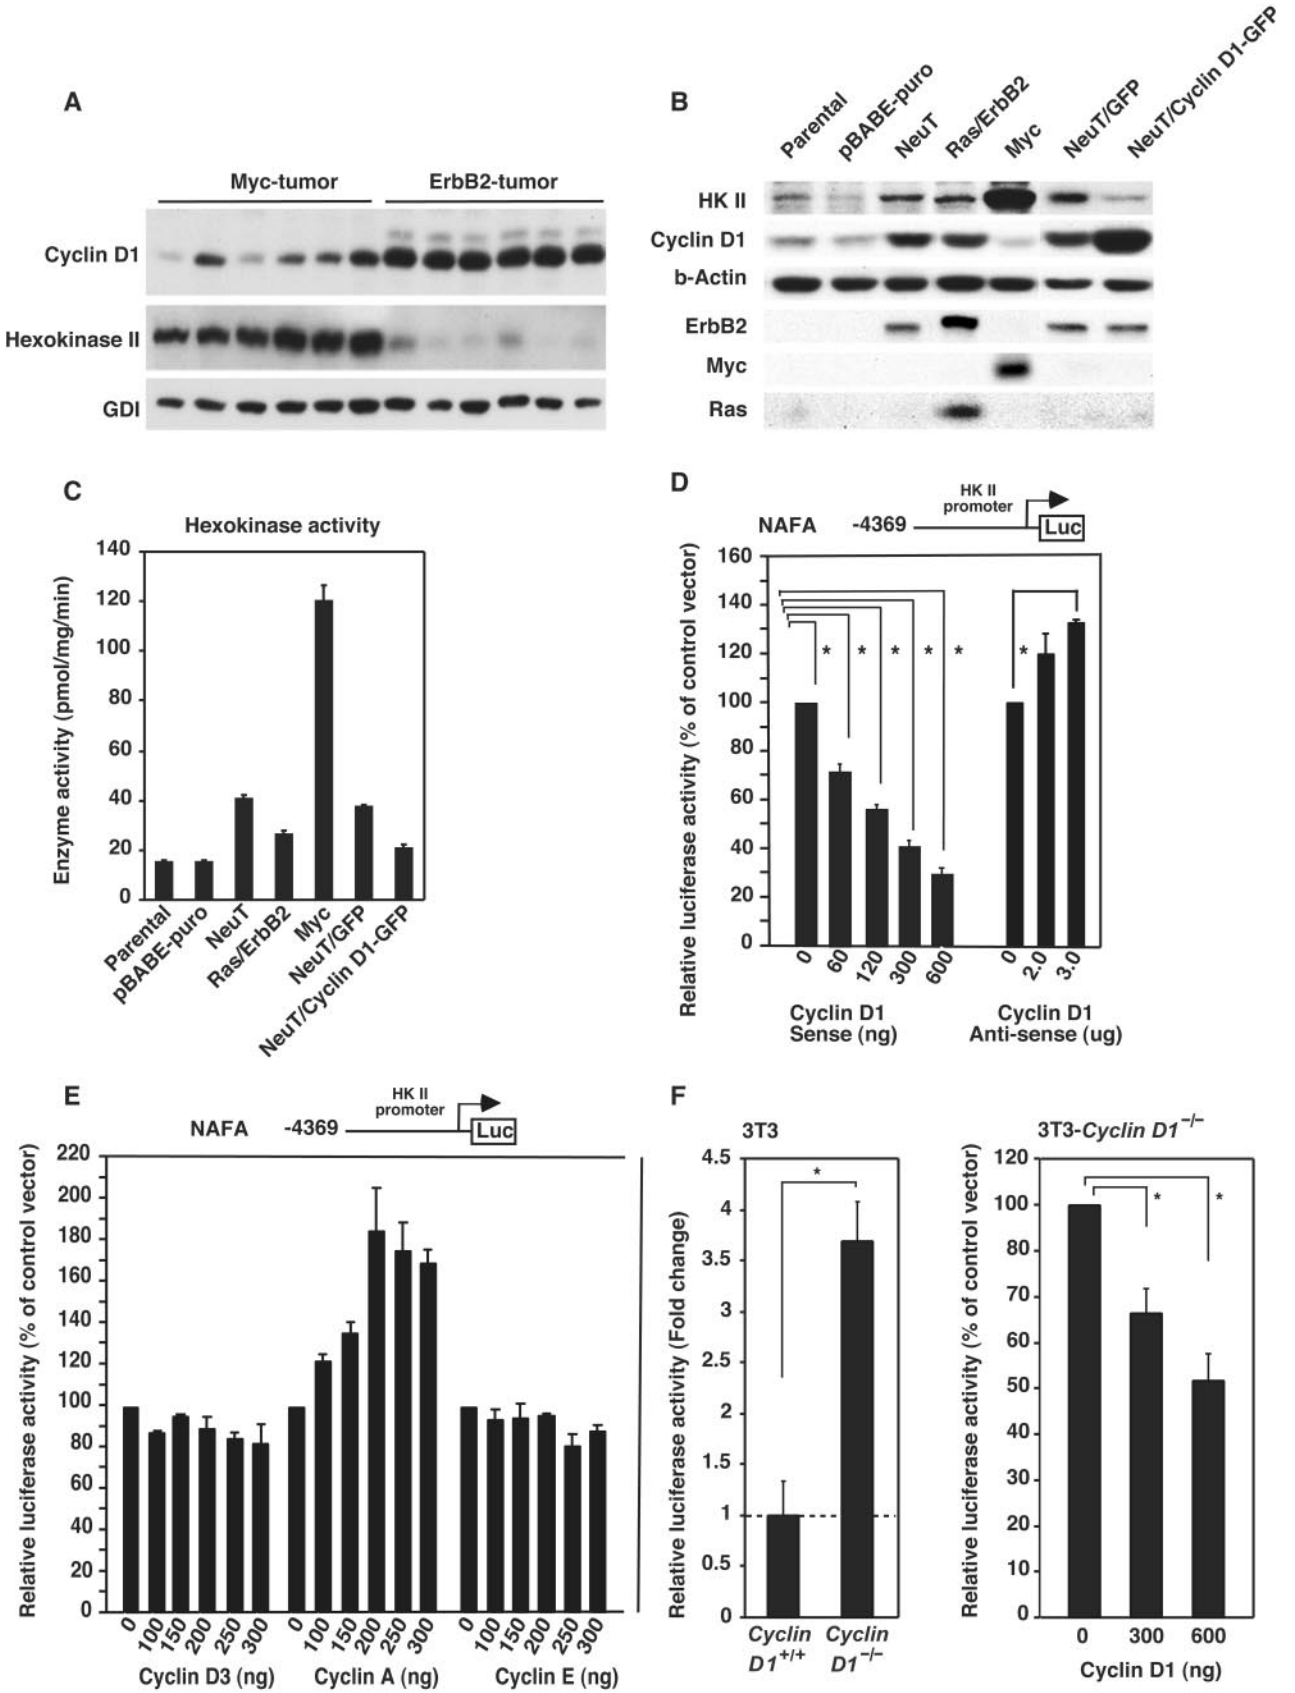 A
Myc-tumor
ErbB2-tumor
Cyclin D1
Hexokinase II
GDI
B
Parental
pBABE-puro
NeuT
Ras/ErbB2
Myc
NeuT/GFP
NeuT/Cyclin D1-GFP
HK II
Cyclin D1
b-Actin
ErbB2
Myc
Ras
C
Hexokinase activity
Enzyme activity (pmol/mg/min)
140
120
100
80
60
40
20
0
Parental
pBABE-puro
NeuT
Ras/ErbB2
Myc
NeuT/GFP
NeuT/Cyclin D1-GFP
D
HK II
promoter
NAFA -4369 Luc
Relative luciferase activity (% of control vector)
160
140
120
100
80
60
40
20
0
* * * * * *
0 60 120 300 600 0 2.0 3.0
Cyclin D1 Cyclin D1
Sense (ng) Anti-sense (ug)
E
HK II
promoter
NAFA -4369 Luc
Relative luciferase activity (% of control vector)
220
200
180
160
140
120
100
80
60
40
20
0
0 100 150 200 250 300 0 100 150 200 250 300 0 100 150 200 250 300
Cyclin D3 (ng) Cyclin A (ng) Cyclin E (ng)
F
3T3
Relative luciferase activity (Fold change)
4.5
4
3.5
3
2.5
2
1.5
1
0.5
0
*
Cyclin Cyclin
D1+/+ D1−/−
3T3-Cyclin D1−/−
Relative luciferase activity (% of control vector)
120
100
80
70
60
50
40
30
20
10
0
* *
0 300 600
Cyclin D1 (ng)